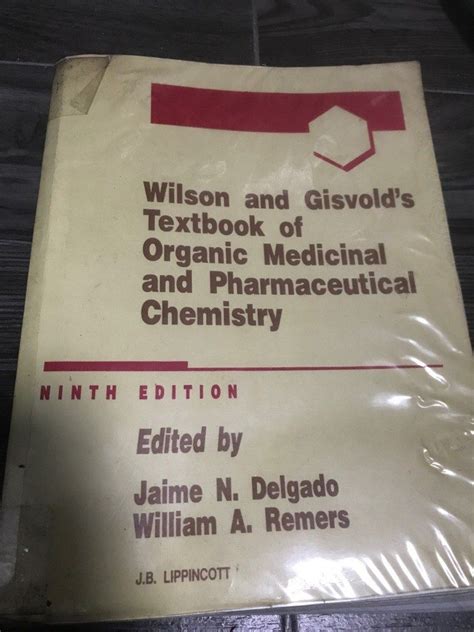 Wilson and Gisvold's
Textbook of
Organic Medicinal
and Pharmaceutical
Chemistry
NINTH EDITION
Edited by
Jaime N. Delgado
William A. Remers
J.B. LIPPINCOTT